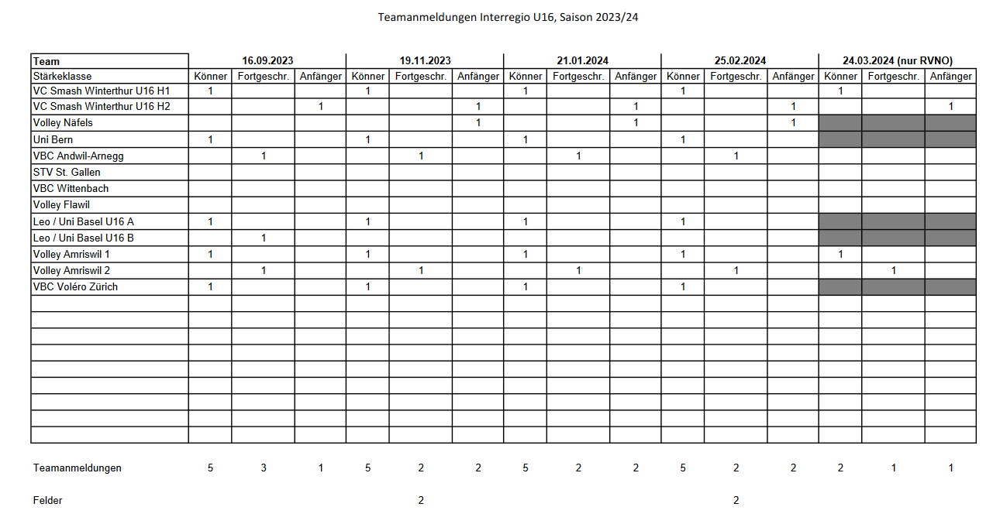 Teamanmeldungen Interregio U16, Saison 2023/24
Team 16.09.2023 19.11.2023 21.01.2024 25.02.2024 24.03.2024 (nur RVNO)
Stärkeklasse Könner Fortgeschr. Anfänger Könner Fortgeschr. Anfänger Könner Fortgeschr. Anfänger Könner Fortgeschr. Anfänger Könner Fortgeschr. Anfänger
VC Smash Winterthur U16 H1 1 1 1 1 1
VC Smash Winterthur U16 H2 1 1 1 1 1
Volley Näfels 1 1 1
Uni Bern 1 1 1 1
VBC Andwil-Arnegg 1 1 1 1
STV St. Gallen
VBC Wittenbach
Volley Flawil
Leo / Uni Basel U16 A 1 1 1 1
Leo / Uni Basel U16 B 1
Volley Amriswil 1 1 1 1 1 1
Volley Amriswil 2 1 1 1 1 1
VBC Voléro Zürich 1 1 1 1
Teamanmeldungen 5 3 1 5 2 2 5 2 2 5 2 2 2 1 1
Felder 2 2